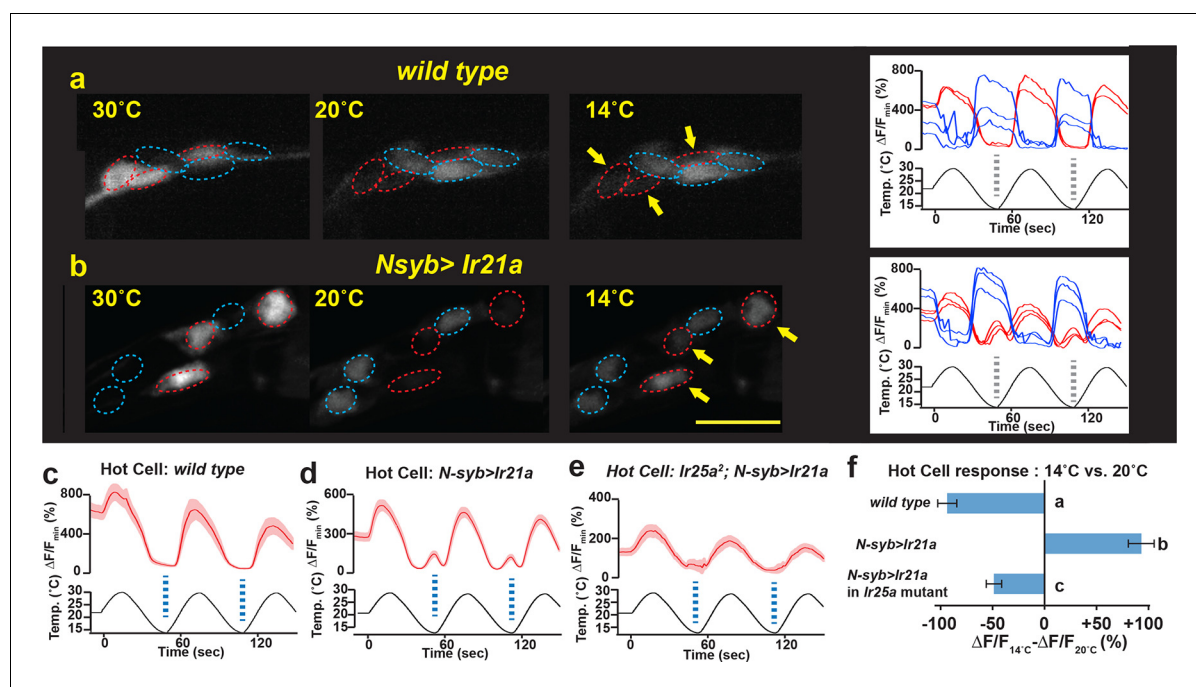 a
wild type
30˚C
20˚C
14˚C
800
400
0
ΔF/Fmin (%)
30
25
20
15
Temp. (˚C)
0
60
120
Time (sec)
b
Nsyb> Ir21a
30˚C
20˚C
14˚C
800
400
0
ΔF/Fmin (%)
30
25
20
15
Temp. (˚C)
0
60
120
Time (sec)
c
Hot Cell: wild type
800
400
0
ΔF/Fmin (%)
30
25
20
15
Temp. (˚C)
0
60
120
Time (sec)
d
Hot Cell: N-syb>Ir21a
600
400
200
0
ΔF/Fmin (%)
30
25
20
15
Temp. (˚C)
0
60
120
Time (sec)
e
Hot Cell: Ir25a²; N-syb>Ir21a
400
200
0
ΔF/Fmin (%)
30
25
20
15
Temp. (˚C)
0
60
120
Time (sec)
f
Hot Cell response : 14˚C vs. 20˚C
wild type
a
N-syb>Ir21a
b
N-syb>Ir21a
in Ir25a mutant
c
-100
-50
0
+50
+100
ΔF/F14˚C-ΔF/F20˚C (%)